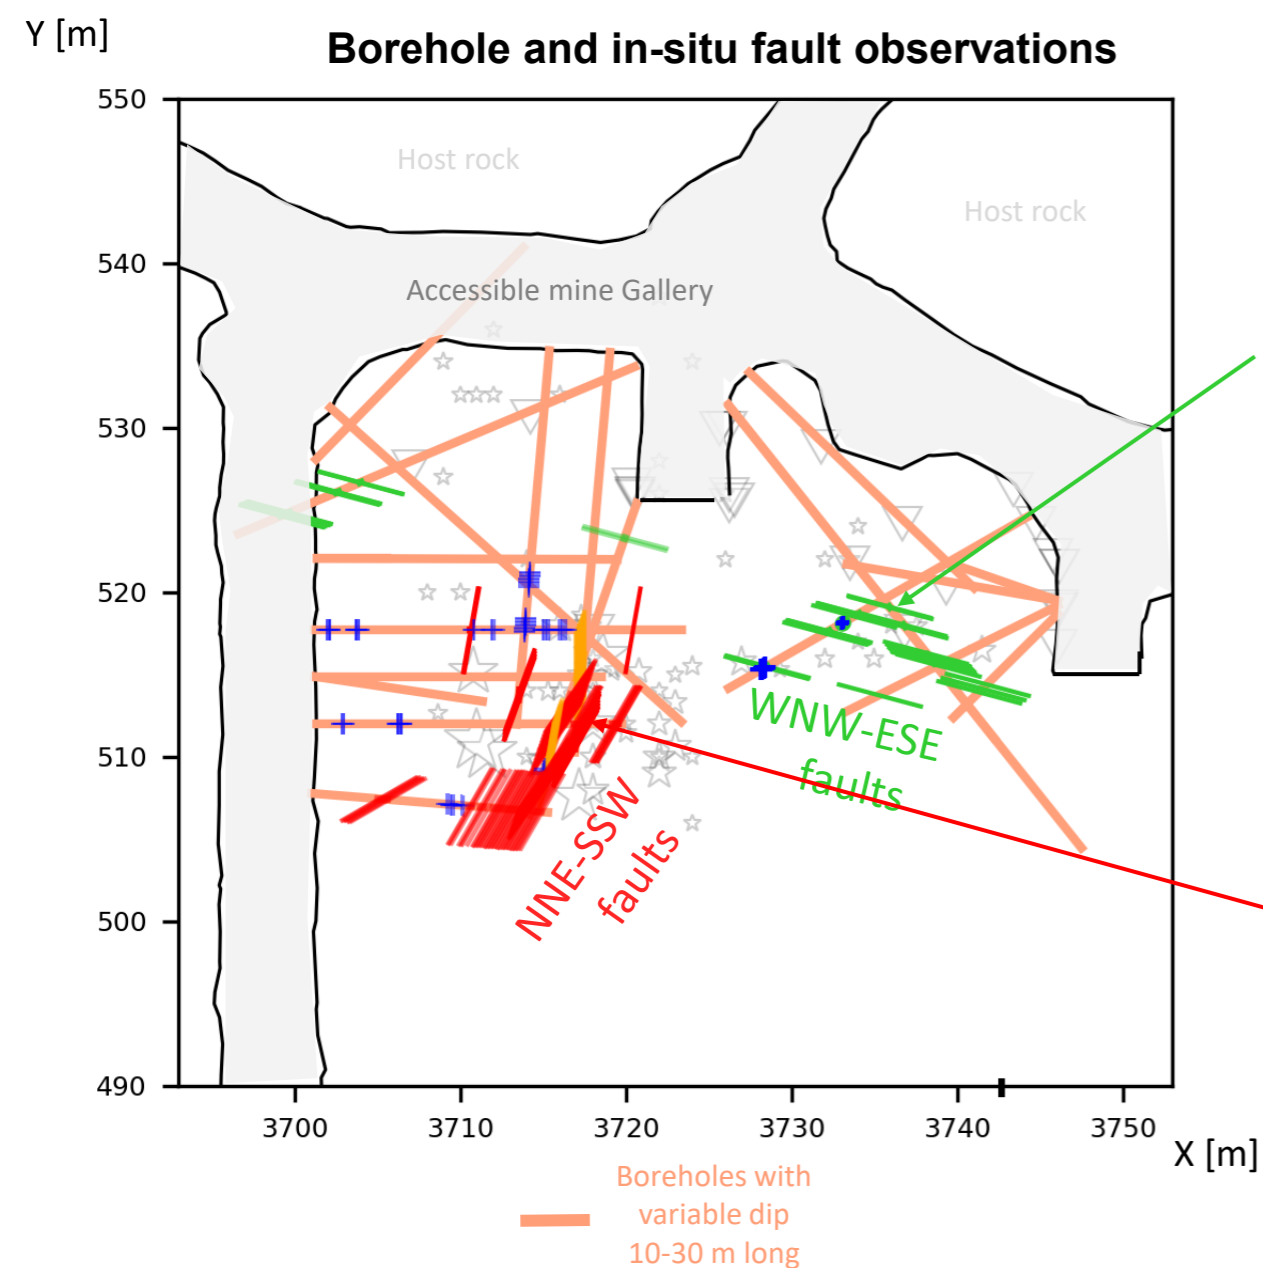 Y [m]
Borehole and in-situ fault observations
550
540
530
520
510
500
490
Host rock
Host rock
Accessible mine Gallery
WNW-ESE
faults
NNE-SSW
faults
3700
3710
3720
3730
3740
3750
X [m]
Boreholes with
variable dip
10-30 m long